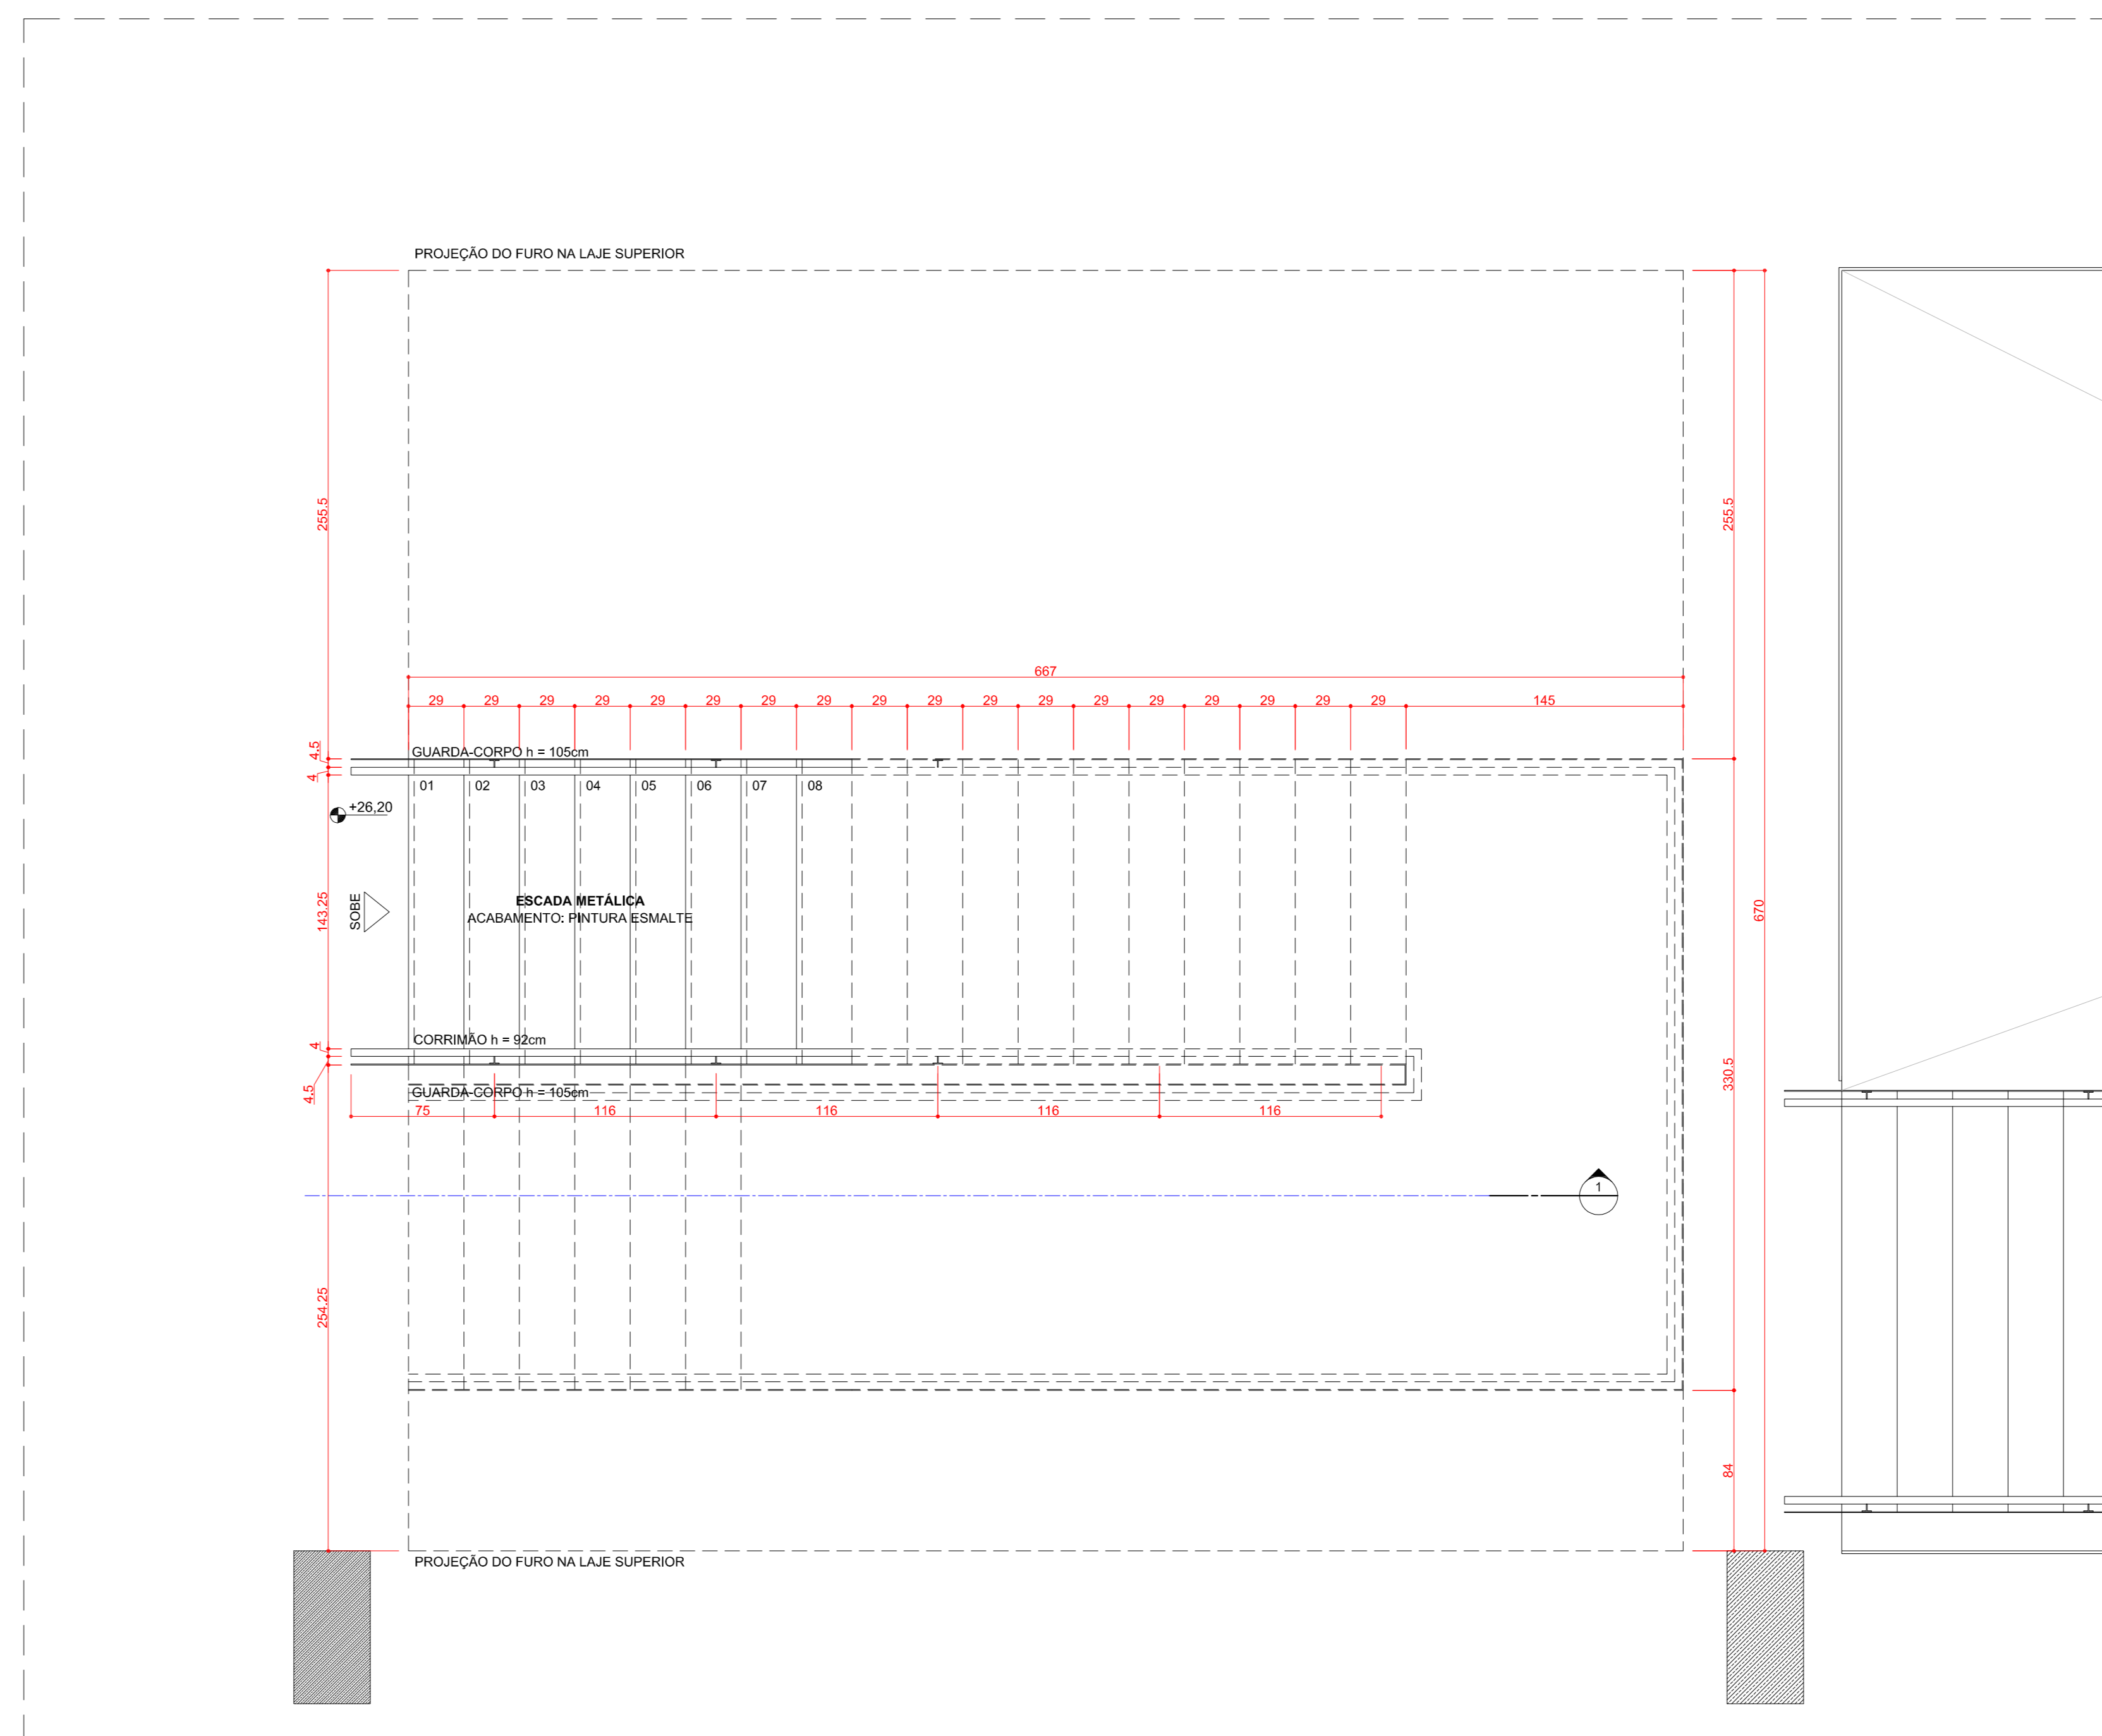 PROJEÇÃO DO FURO NA LAJE SUPERIOR
255.5
255.5
667
29 29 29 29 29 29 29 29 29 29 29 29 29 29 29 29 29 29 145
4.5
GUARDA-CORPO h = 105cm
4
01 02 03 04 05 06 07 08
+26,20
SOBE
143.25
ESCADA METÁLICA
ACABAMENTO: PINTURA ESMALTE
670
CORRIMÃO h = 92cm
4
330.5
4.5
GUARDA-CORPO h = 105cm
75 116 116 116 116
1
254.25
84
PROJEÇÃO DO FURO NA LAJE SUPERIOR